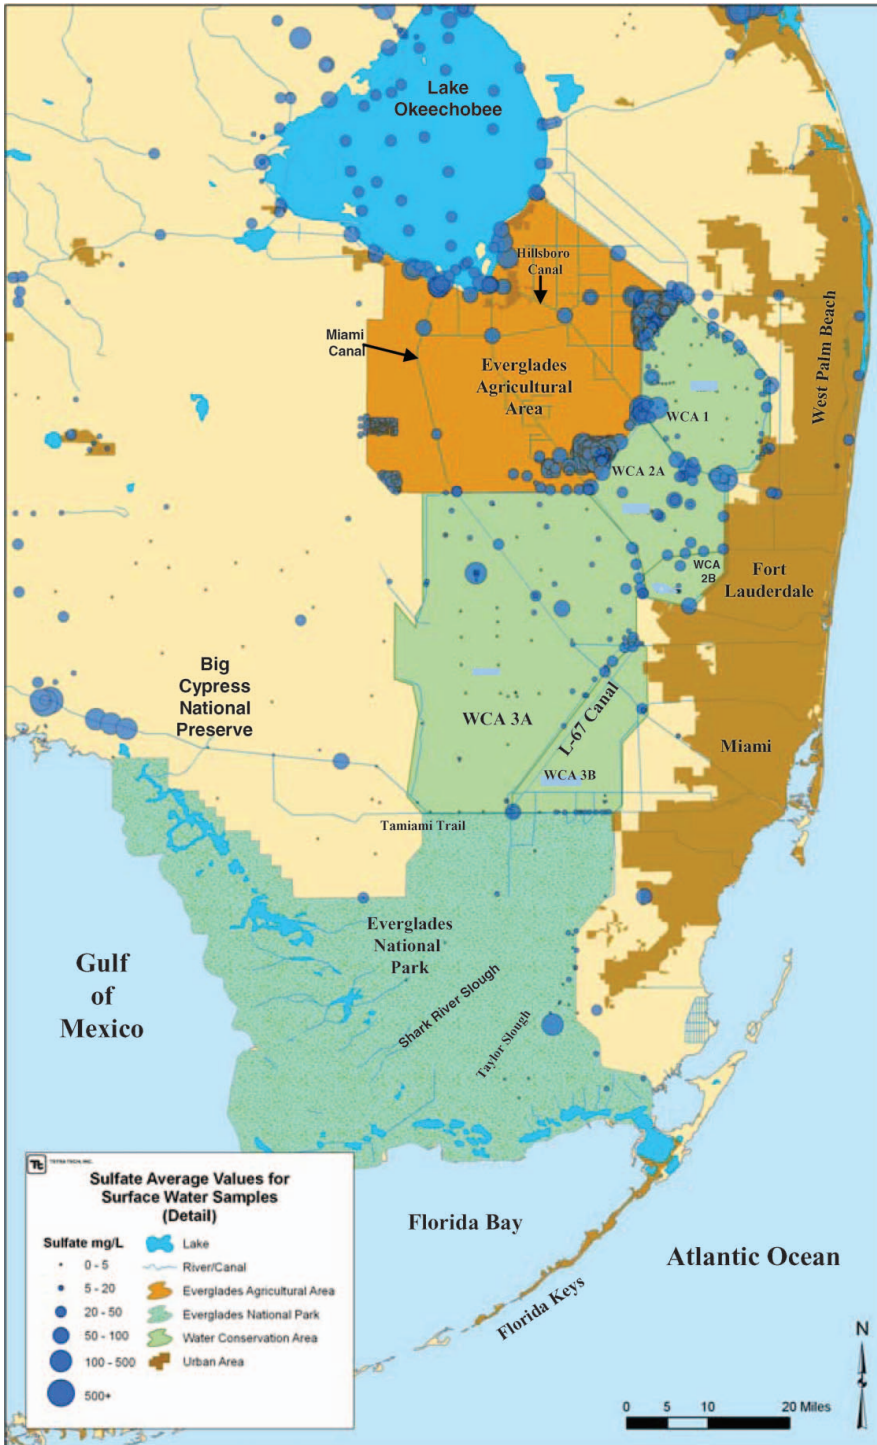 Lake
Okeechobee
Hillsboro
Canal
Miami
Canal
Everglades
Agricultural
Area
West Palm Beach
WCA 1
WCA 2A
WCA
2B
Fort
Lauderdale
Big
Cypress
National
Preserve
WCA 3A
L-67 Canal
Miami
WCA 3B
Tamiami Trail
Everglades
National
Park
Gulf
of
Mexico
Shark River Slough
Taylor Slough
Florida Bay
Atlantic Ocean
Florida Keys
Tt
TETRA TECH, INC.
Sulfate Average Values for
Surface Water Samples
(Detail)
Sulfate mg/L
0 - 5
5 - 20
20 - 50
50 - 100
100 - 500
500+
Lake
River/Canal
Everglades Agricultural Area
Everglades National Park
Water Conservation Area
Urban Area
N
0 5 10 20 Miles